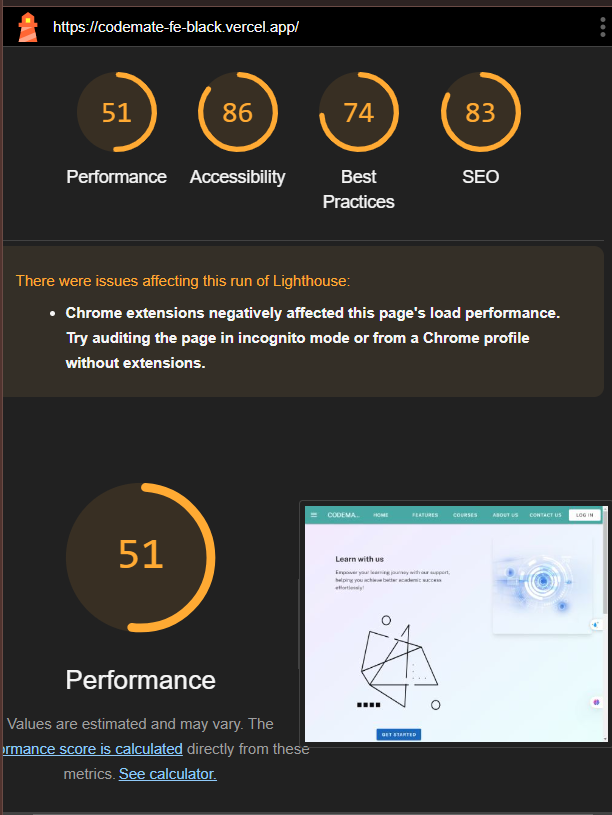 https://codemate-fe-black.vercel.app/
51
86
74
83
Performance
Accessibility
Best
Practices
SEO
There were issues affecting this run of Lighthouse:
• Chrome extensions negatively affected this page's load performance.
Try auditing the page in incognito mode or from a Chrome profile
without extensions.
51
CODEMA...
HOME
FEATURES
COURSES
ABOUT US
CONTACT US
LOG IN
Learn with us
Empower your learning journey with our support,
helping you achieve better academic success
effortlessly!
GET STARTED
Performance
Values are estimated and may vary. The
ormance score is calculated directly from these
metrics. See calculator.